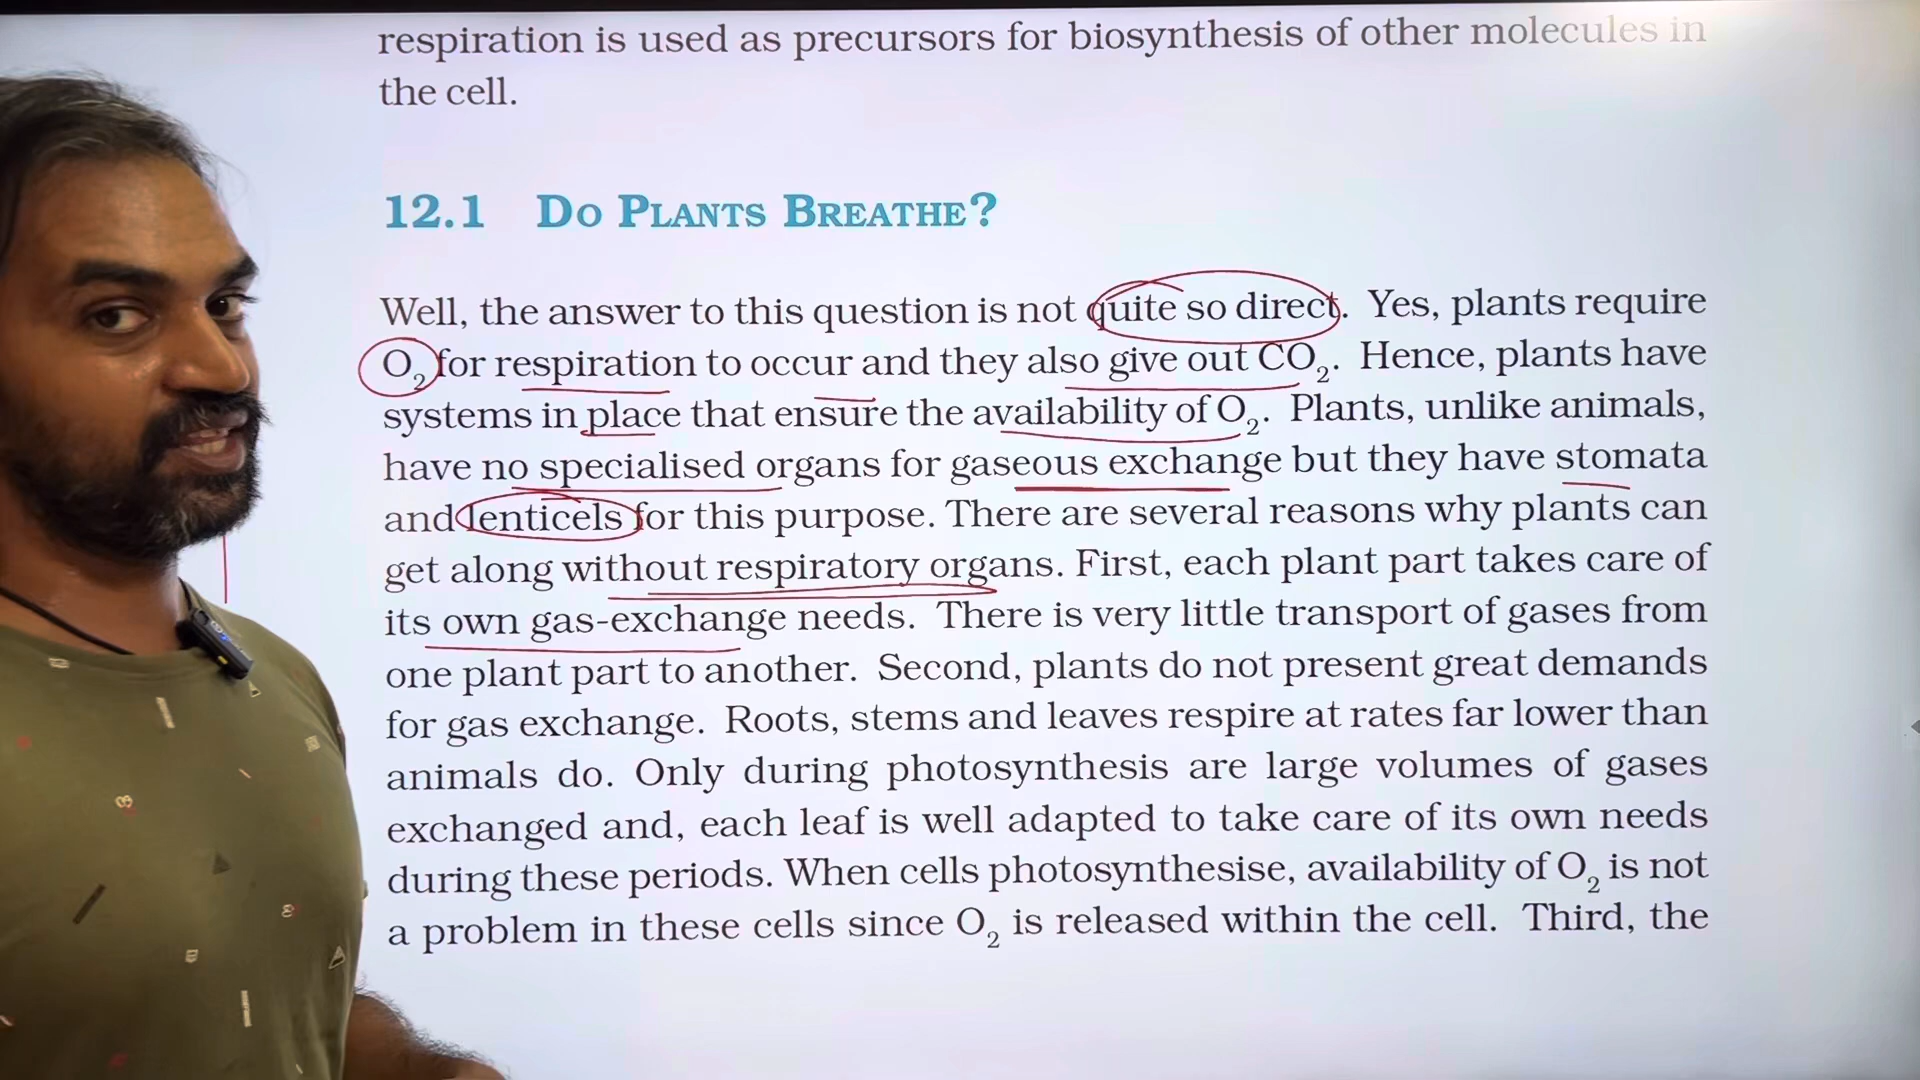 respiration is used as precursors for biosynthesis of other molecules in
the cell.
12.1 DO PLANTS BREATHE?
Well, the answer to this question is not quite so direct. Yes, plants require
O₂ for respiration to occur and they also give out CO₂. Hence, plants have
systems in place that ensure the availability of O₂. Plants, unlike animals,
have no specialised organs for gaseous exchange but they have stomata
and lenticels for this purpose. There are several reasons why plants can
get along without respiratory organs. First, each plant part takes care of
its own gas-exchange needs. There is very little transport of gases from
one plant part to another. Second, plants do not present great demands
for gas exchange. Roots, stems and leaves respire at rates far lower than
animals do. Only during photosynthesis are large volumes of gases
exchanged and, each leaf is well adapted to take care of its own needs
during these periods. When cells photosynthesise, availability of O₂ is not
a problem in these cells since O₂ is released within the cell. Third, the